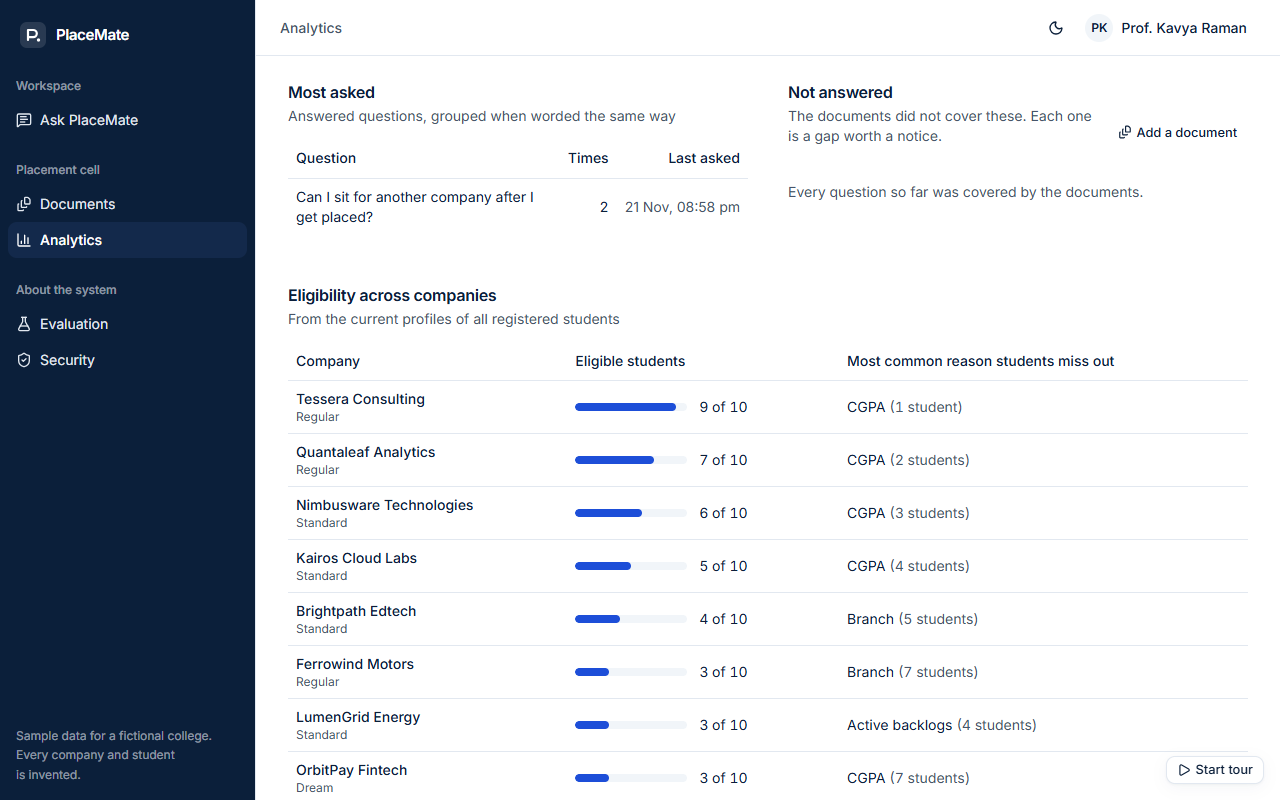 P. PlaceMate
Workspace
Ask PlaceMate
Placement cell
Documents
Analytics
About the system
Evaluation
Security
Sample data for a fictional college.
Every company and student
is invented.
Analytics
PK Prof. Kavya Raman
Most asked
Answered questions, grouped when worded the same way
Question Times Last asked
Can I sit for another company after I
get placed?
2 21 Nov, 08:58 pm
Not answered
The documents did not cover these. Each one
is a gap worth a notice.
Add a document
Every question so far was covered by the documents.
Eligibility across companies
From the current profiles of all registered students
Company Eligible students Most common reason students miss out
Tessera Consulting
Regular
9 of 10 CGPA (1 student)
Quantaleaf Analytics
Regular
7 of 10 CGPA (2 students)
Nimbusware Technologies
Standard
6 of 10 CGPA (3 students)
Kairos Cloud Labs
Standard
5 of 10 CGPA (4 students)
Brightpath Edtech
Standard
4 of 10 Branch (5 students)
Ferrowind Motors
Regular
3 of 10 Branch (7 students)
LumenGrid Energy
Standard
3 of 10 Active backlogs (4 students)
OrbitPay Fintech
Dream
3 of 10 CGPA (7 students)
Start tour